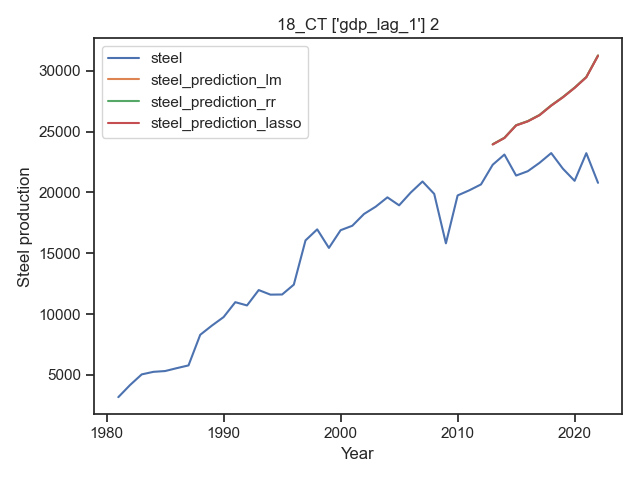 18_CT ['gdp_lag_1'] 2
steel
steel_prediction_lm
steel_prediction_rr
steel_prediction_lasso
30000
25000
20000
15000
10000
5000
Steel production
1980 1990 2000 2010 2020
Year